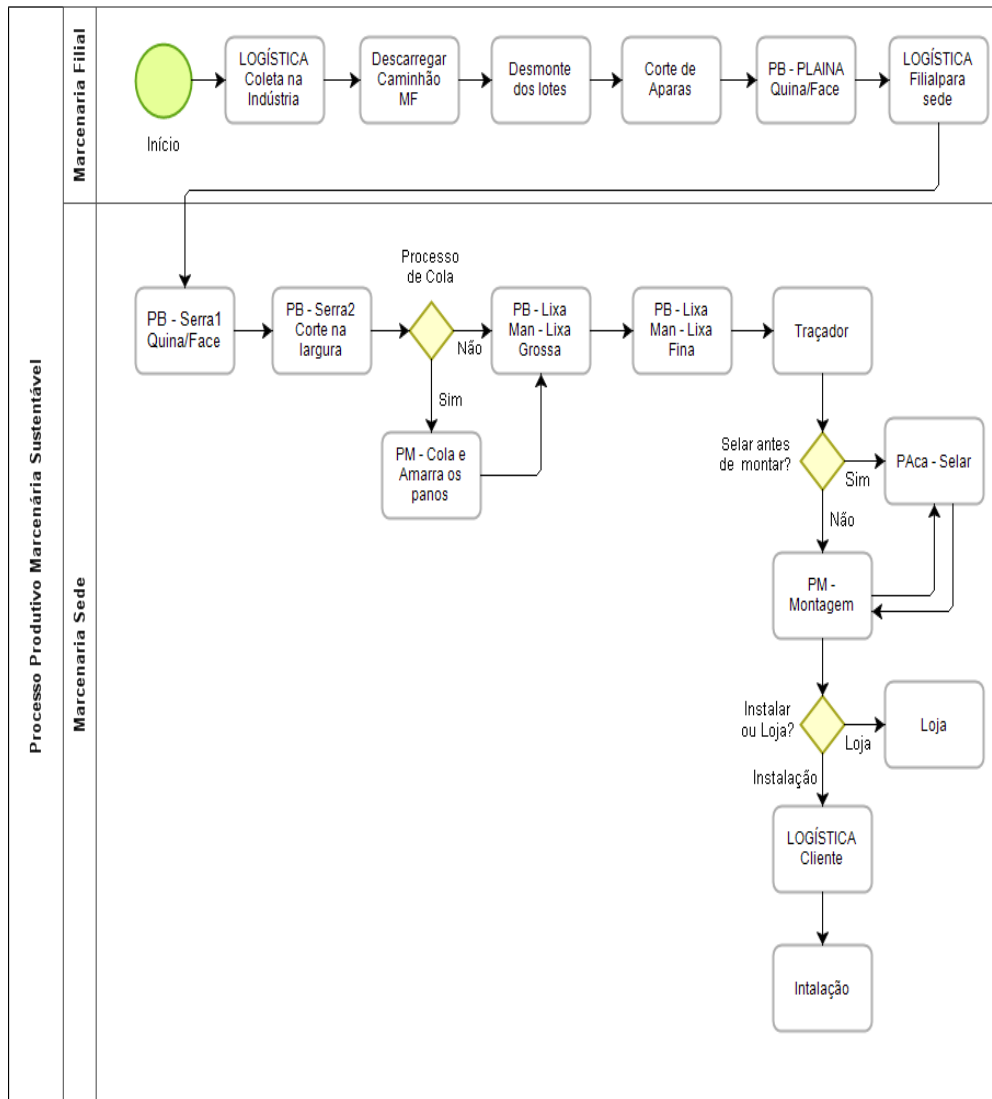 Processo Produtivo Marcenária Sustentável
Marcenaria Filial
Início
LOGÍSTICA
Coleta na
Indústria
Descarregar
Caminhão
MF
Desmonte
dos lotes
Corte de
Aparas
PB - PLAINA
Quina/Face
LOGÍSTICA
Filialpara
sede
Marcenaria Sede
PB - Serra1
Quina/Face
PB - Serra2
Corte na
largura
Processo
de Cola
Não
Sim
PM - Cola e
Amarra os
panos
PB - Lixa
Man - Lixa
Grossa
PB - Lixa
Man - Lixa
Fina
Traçador
Selar antes
de montar?
Sim
Não
PAca - Selar
PM -
Montagem
Instalar
ou Loja?
Loja
Loja
Instalação
LOGÍSTICA
Cliente
Intalação